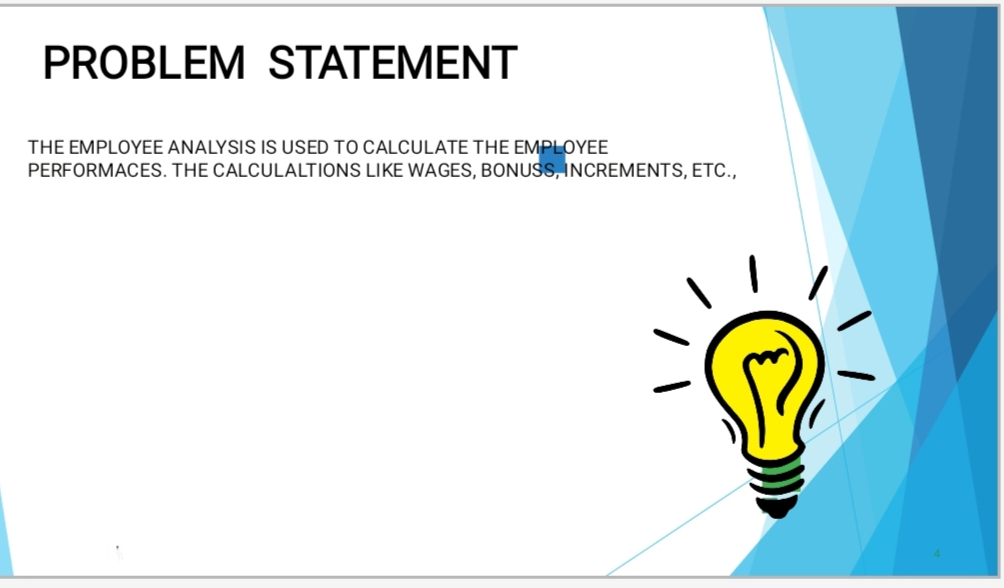 PROBLEM STATEMENT
THE EMPLOYEE ANALYSIS IS USED TO CALCULATE THE EMPLOYEE
PERFORMACES. THE CALCULALTIONS LIKE WAGES, BONUSS, INCREMENTS, ETC.,
4